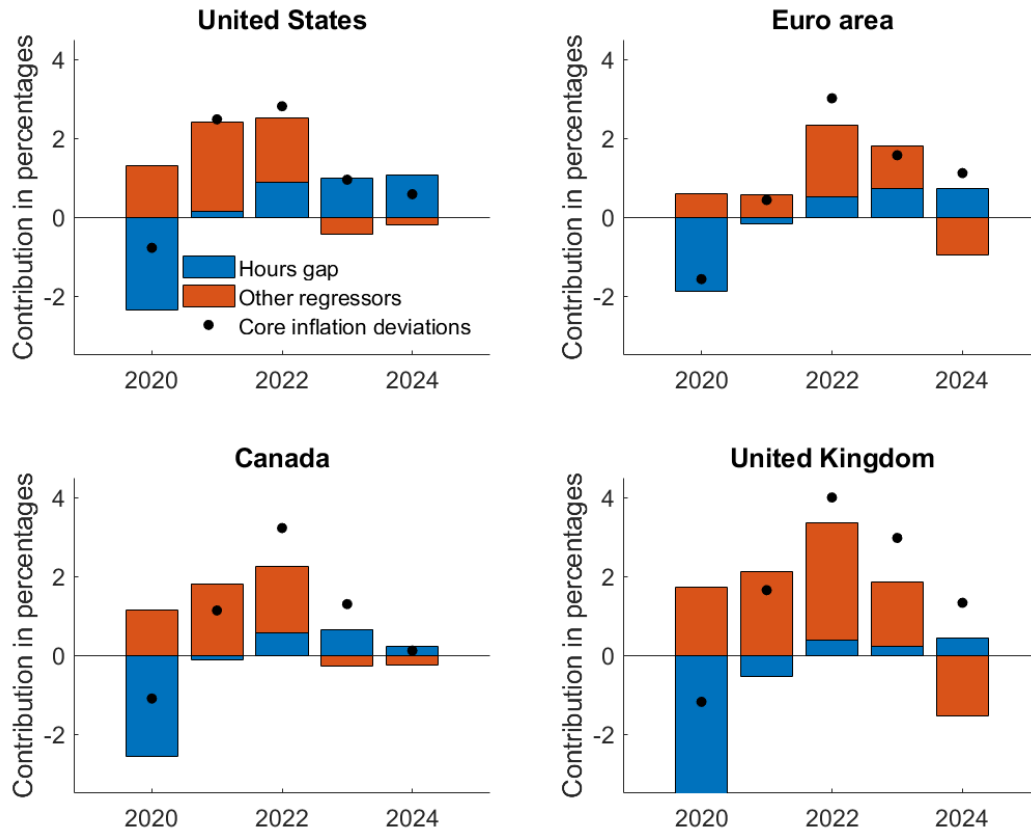 United States
Contribution in percentages
4
2
0
-2
2020 2022 2024
Hours gap
Other regressors
Core inflation deviations
Euro area
Contribution in percentages
4
2
0
-2
2020 2022 2024
Canada
Contribution in percentages
4
2
0
-2
2020 2022 2024
United Kingdom
Contribution in percentages
4
2
0
-2
2020 2022 2024